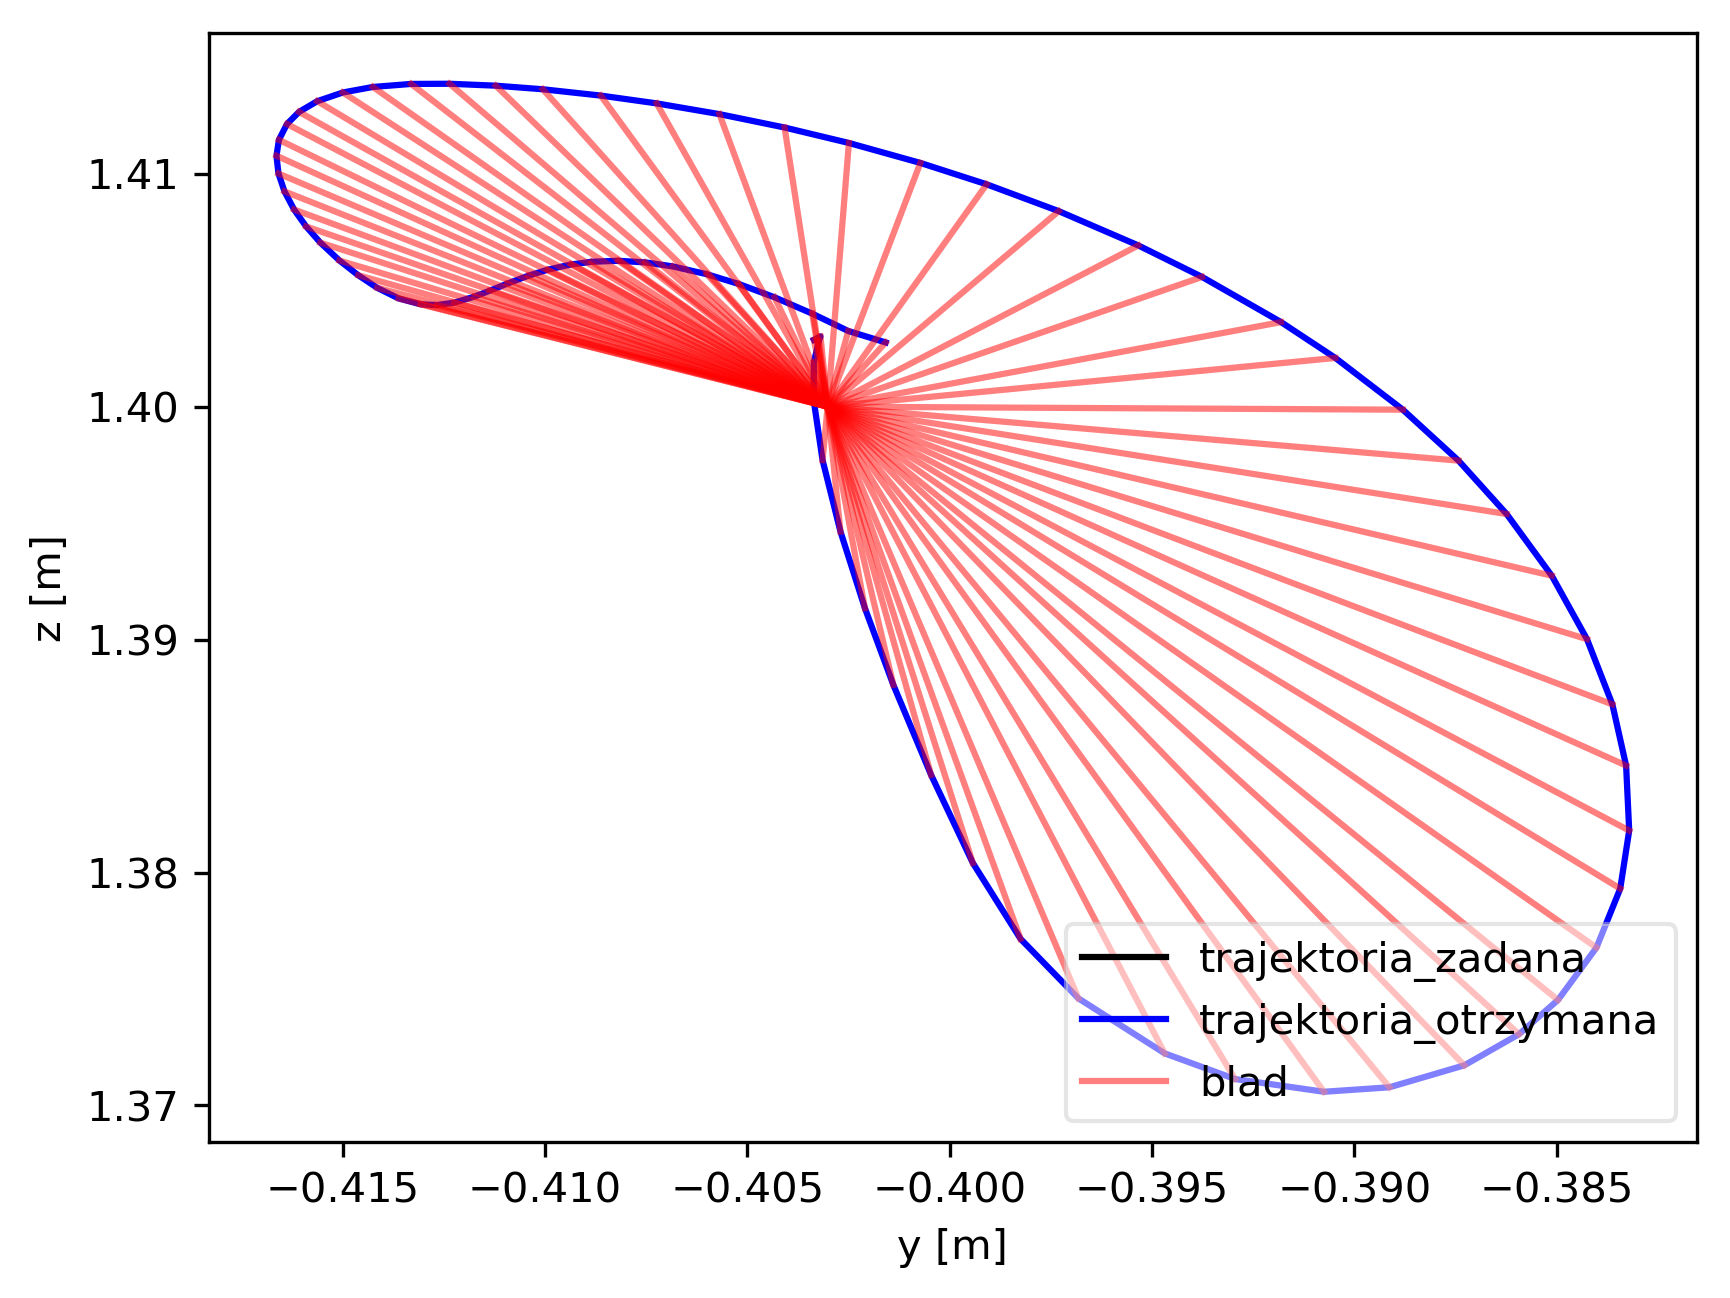 1.41
1.40
1.39
1.38
1.37
z [m]
−0.415 −0.410 −0.405 −0.400 −0.395 −0.390 −0.385
y [m]
trajektoria_zadana
trajektoria_otrzymana
blad